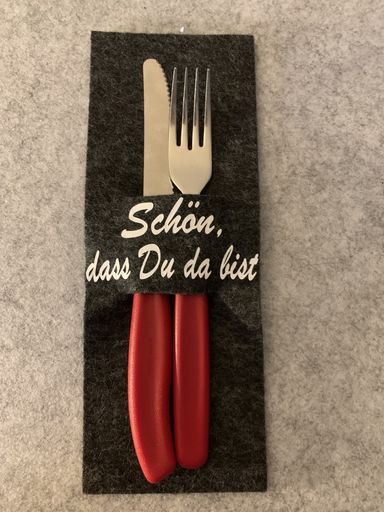 Schön,
dass Du da bist